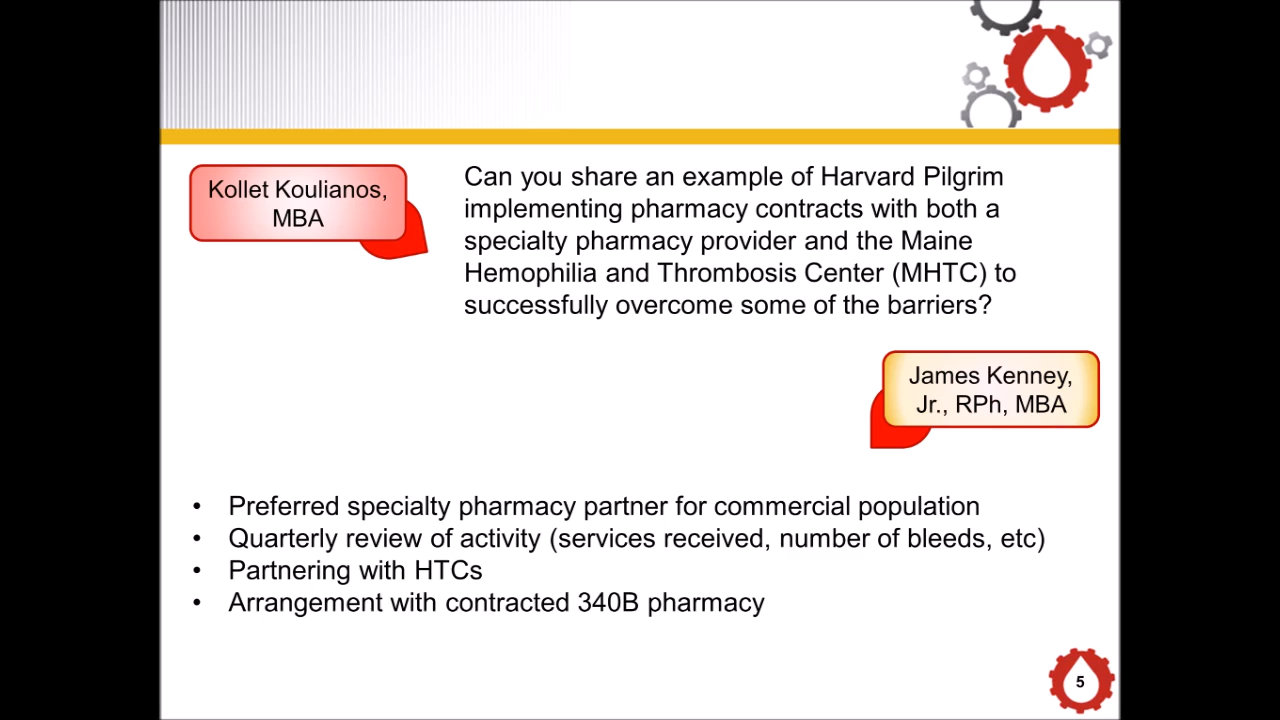 Kollet Koulianos,
MBA
Can you share an example of Harvard Pilgrim
implementing pharmacy contracts with both a
specialty pharmacy provider and the Maine
Hemophilia and Thrombosis Center (MHTC) to
successfully overcome some of the barriers?
James Kenney,
Jr., RPh, MBA
• Preferred specialty pharmacy partner for commercial population
• Quarterly review of activity (services received, number of bleeds, etc)
• Partnering with HTCs
• Arrangement with contracted 340B pharmacy
5